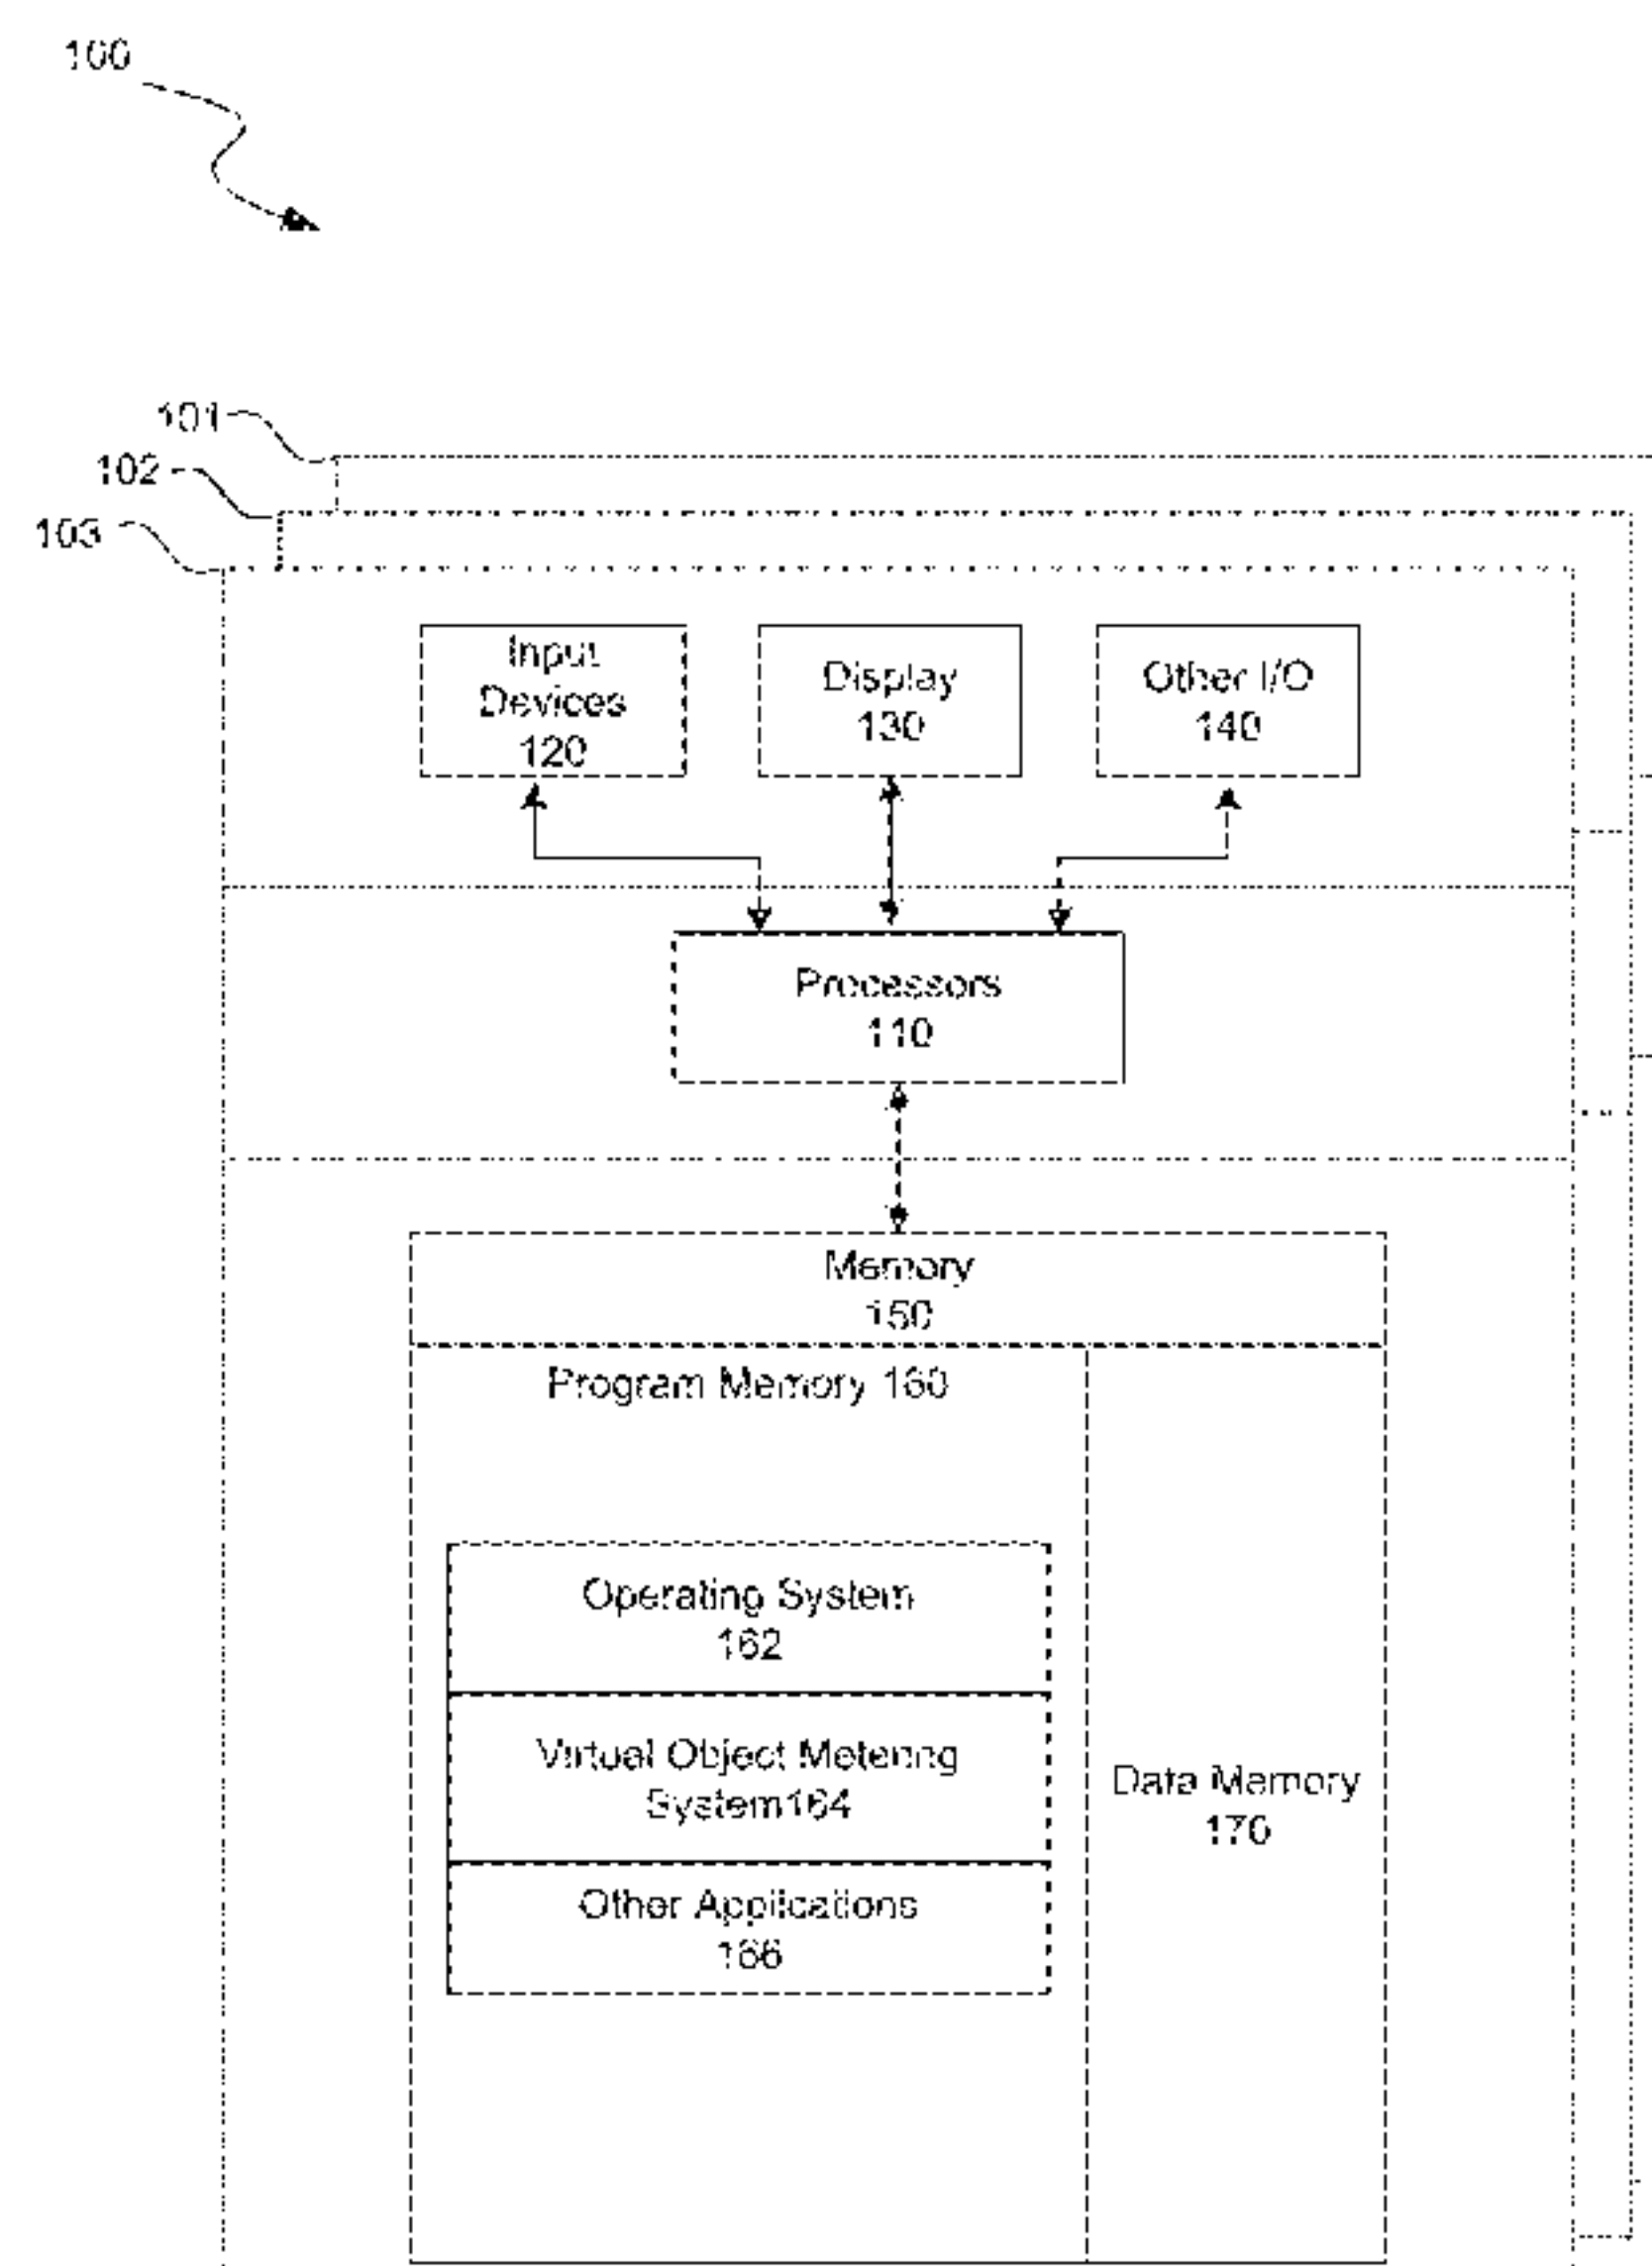 100
101
102
103
Input
Devices
120
Display
130
Other I/O
140
Processors
110
Memory
150
Program Memory 160
Operating System
162
Virtual Object Metering
System164
Other Applications
166
Data Memory
170